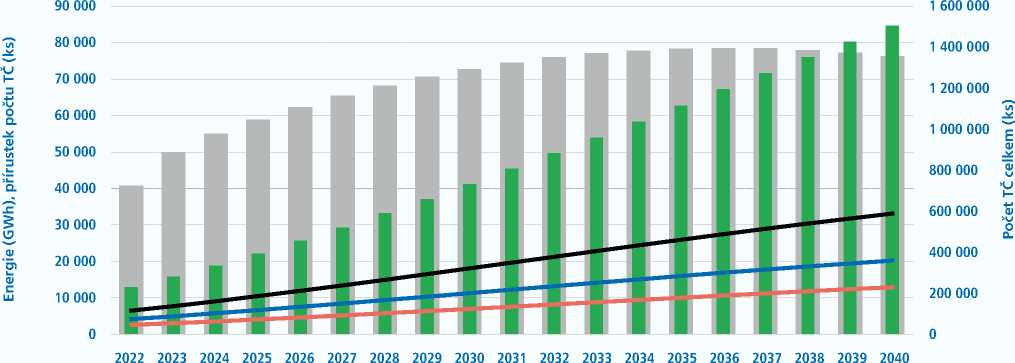 Energie (GWh), přírustek počtu TČ (ks)
90 000
80 000
70 000
60 000
50 000
40 000
30 000
20 000
10 000
0
1 600 000
1 400 000
1 200 000
1 000 000
800 000
600 000
400 000
200 000
0
Počet TČ celkem (ks)
2022 2023 2024 2025 2026 2027 2028 2029 2030 2031 2032 2033 2034 2035 2036 2037 2038 2039 2040